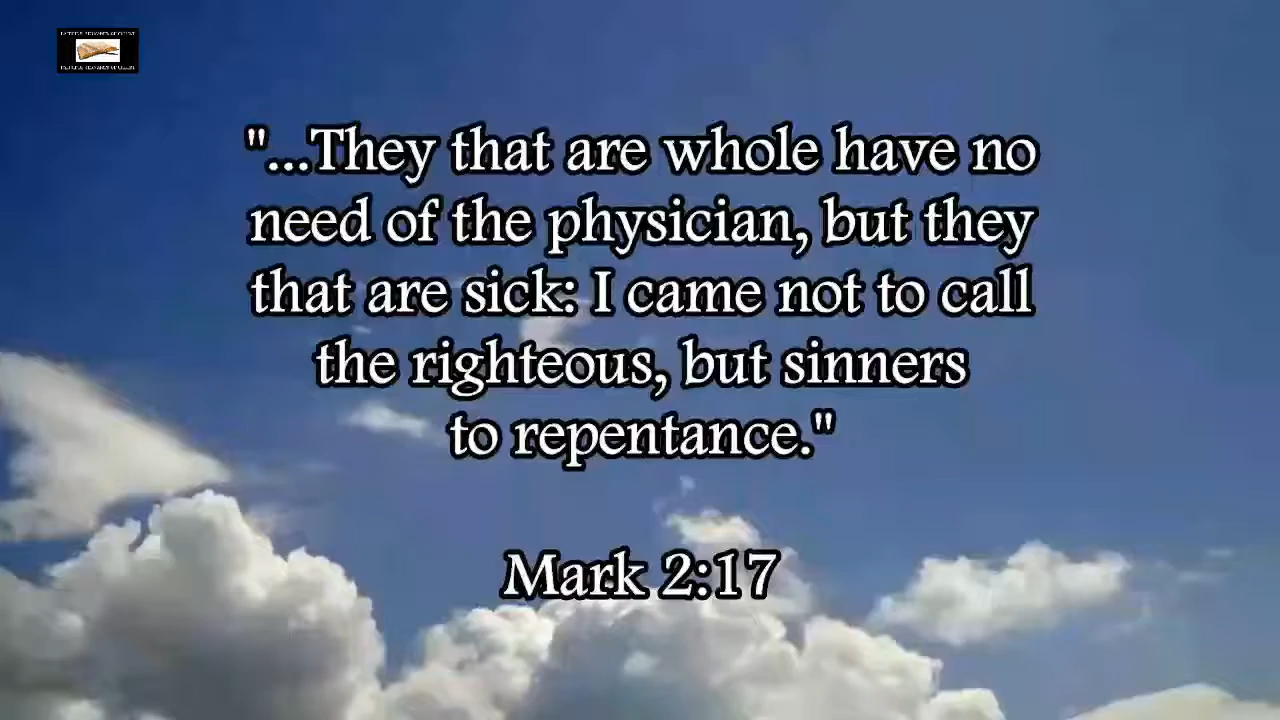 "...They that are whole have no
need of the physician, but they
that are sick: I came not to call
the righteous, but sinners
to repentance."
Mark 2:17